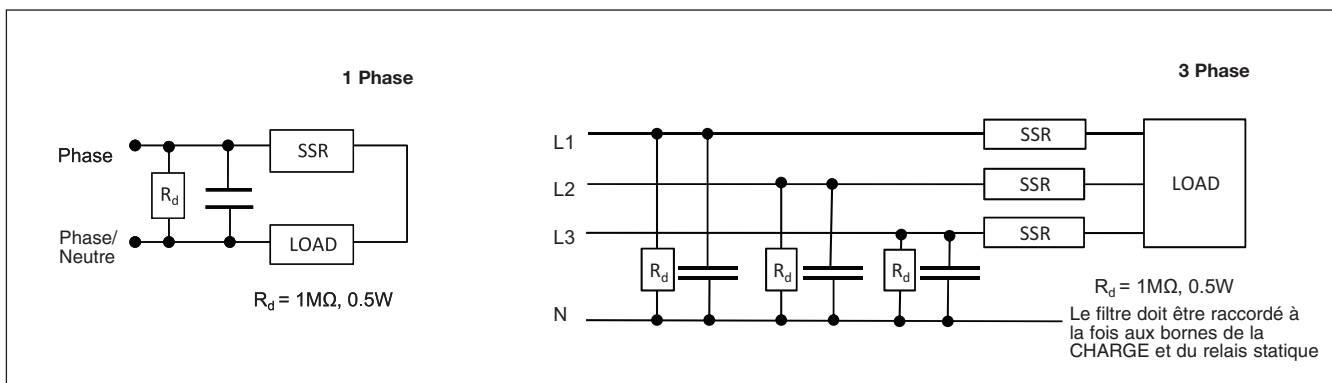 1 Phase
Phase
SSR
Rd
Phase/
Neutre
LOAD
Rd = 1MΩ, 0.5W
3 Phase
L1
SSR
L2
SSR
LOAD
L3
SSR
Rd
Rd
Rd
N
Rd = 1MΩ, 0.5W
Le filtre doit être raccordé à
la fois aux bornes de la
CHARGE et du relais statique